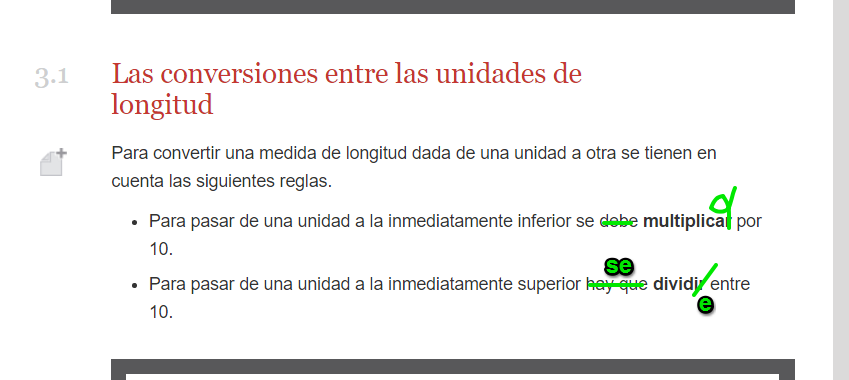 3.1
Las conversiones entre las unidades de
longitud
Para convertir una medida de longitud dada de una unidad a otra se tienen en
cuenta las siguientes reglas.
• Para pasar de una unidad a la inmediatamente inferior se debe multiplicar por
10.
se
• Para pasar de una unidad a la inmediatamente superior hay que dividir entre
e
10.